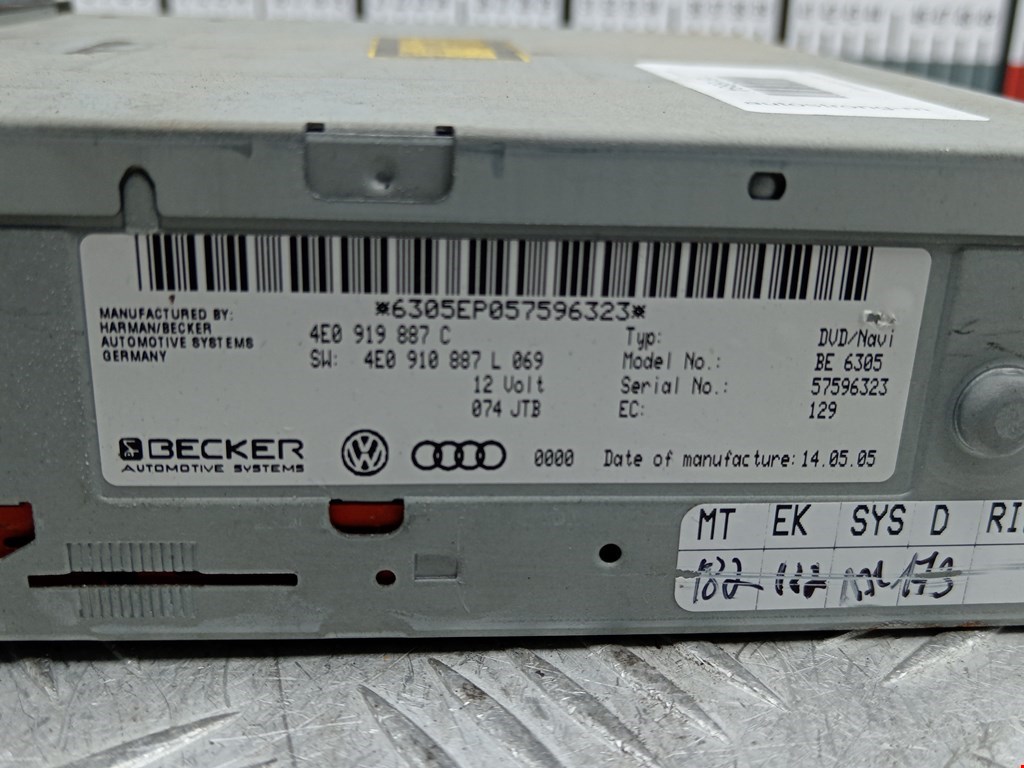 *6305EP057596323*
MANUFACTURED BY:
HARMAN/BECKER
AUTOMOTIVE SYSTEMS
GERMANY
4E0 919 887 C
SW: 4E0 910 887 L 069
12 Volt
074 JTB
Typ: DVD/Navi
Model No.: BE 6305
Serial No.: 57596323
EC: 129
BECKER
AUTOMOTIVE SYSTEMS
0000 Date of manufacture: 14.05.05
MT EK SYS D
182 173